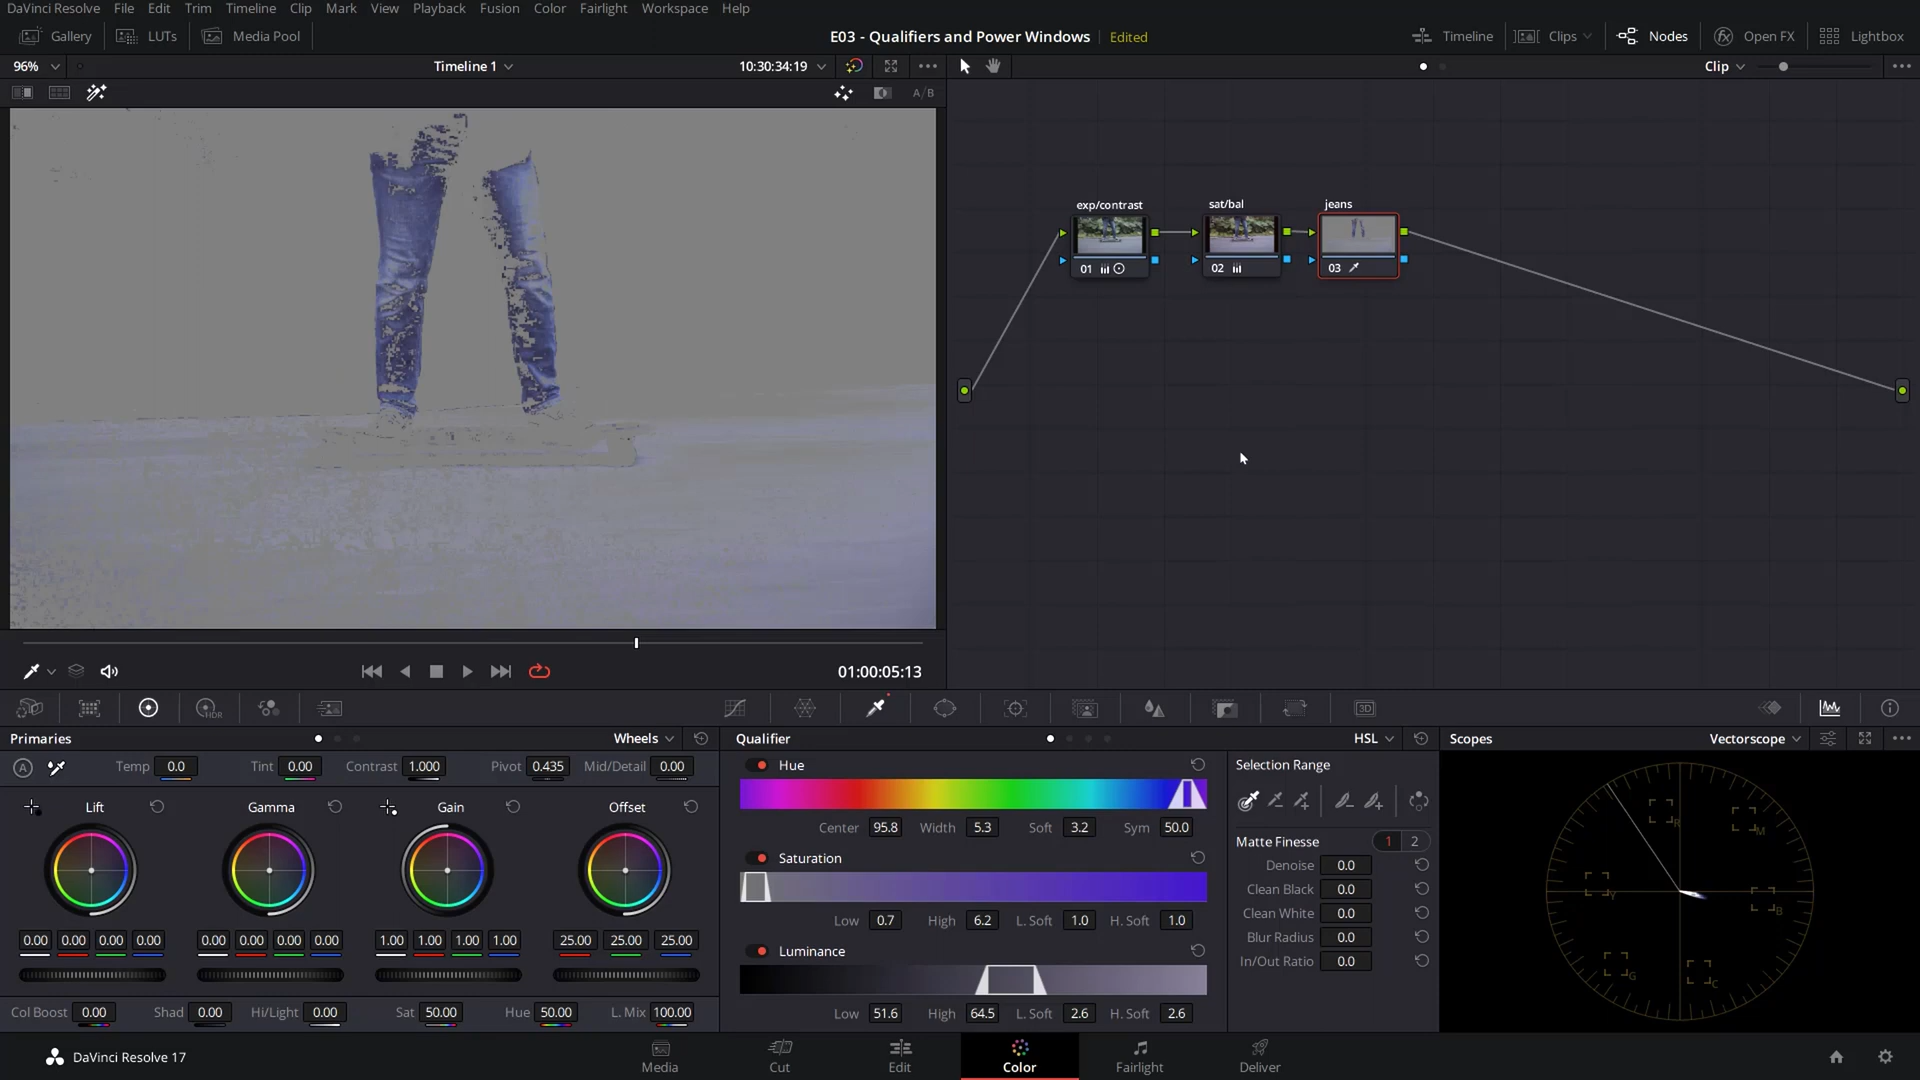 DaVinci Resolve File Edit Trim Timeline Clip Mark View Playback Fusion Color Fairlight Workspace Help
Gallery LUTs Media Pool E03 - Qualifiers and Power Windows Edited Timeline Clips Nodes Open FX Lightbox
96% Timeline 1 10:30:34:19 Clip
A/B
exp/contrast sat/bal jeans
01 02 03
01:00:05:13
HDR 3D
Primaries Wheels Qualifier HSL Scopes Vectorscope
A Temp 0.0 Tint 0.00 Contrast 1.000 Pivot 0.435 Mid/Detail 0.00 Hue Selection Range
Lift Gamma Gain Offset
Center 95.8 Width 5.3 Soft 3.2 Sym 50.0
Matte Finesse 1 2
Saturation Denoise 0.0
Clean Black 0.0
Clean White 0.0
Low 0.7 High 6.2 L. Soft 1.0 H. Soft 1.0
Blur Radius 0.0
0.00 0.00 0.00 0.00 0.00 0.00 0.00 0.00 1.00 1.00 1.00 1.00 25.00 25.00 25.00
Luminance In/Out Ratio 0.0
R M Y B G C
Col Boost 0.00 Shad 0.00 Hi/Light 0.00 Sat 50.00 Hue 50.00 L. Mix 100.00 Low 51.6 High 64.5 L. Soft 2.6 H. Soft 2.6
DaVinci Resolve 17 Media Cut Edit Color Fairlight Deliver